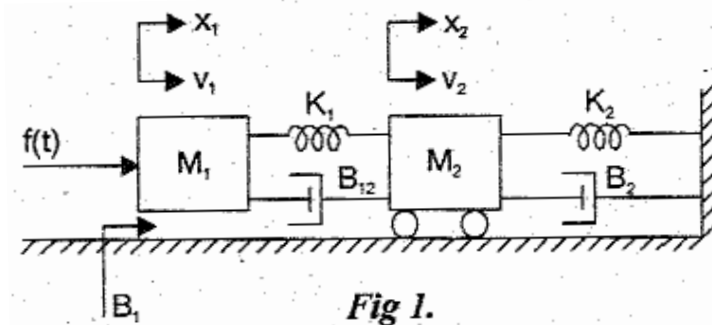 x₁ x₂
v₁ v₂
K₁ K₂
f(t) M₁ M₂
B₁₂ B₂
B₁ Fig 1.